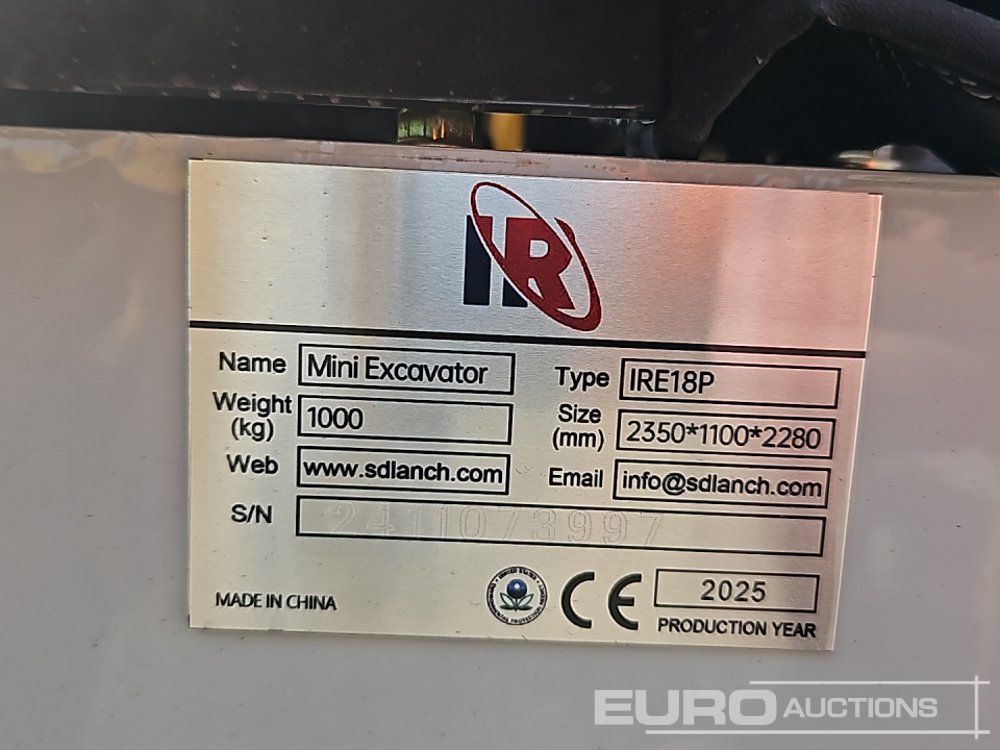 IR
Name Mini Excavator Type IRE18P
Weight (kg) 1000 Size (mm) 2350*1100*2280
Web www.sdlanch.com Email info@sdlanch.com
S/N 2411073997
MADE IN CHINA CE 2025
PRODUCTION YEAR
EURO AUCTIONS